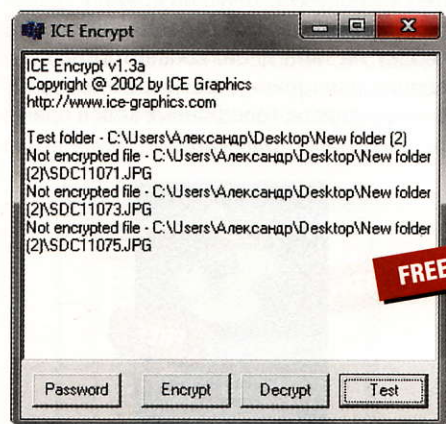 ICE Encrypt
ICE Encrypt v1.3a
Copyright @ 2002 by ICE Graphics
http://www.ice-graphics.com
Test folder - C:\Users\Александр\Desktop\New folder (2)
Not encrypted file - C:\Users\Александр\Desktop\New folder
(2)\SDC11071.JPG
Not encrypted file - C:\Users\Александр\Desktop\New folder
(2)\SDC11073.JPG
Not encrypted file - C:\Users\Александр\Desktop\New folder
(2)\SDC11075.JPG
FREE
Password Encrypt Decrypt Test